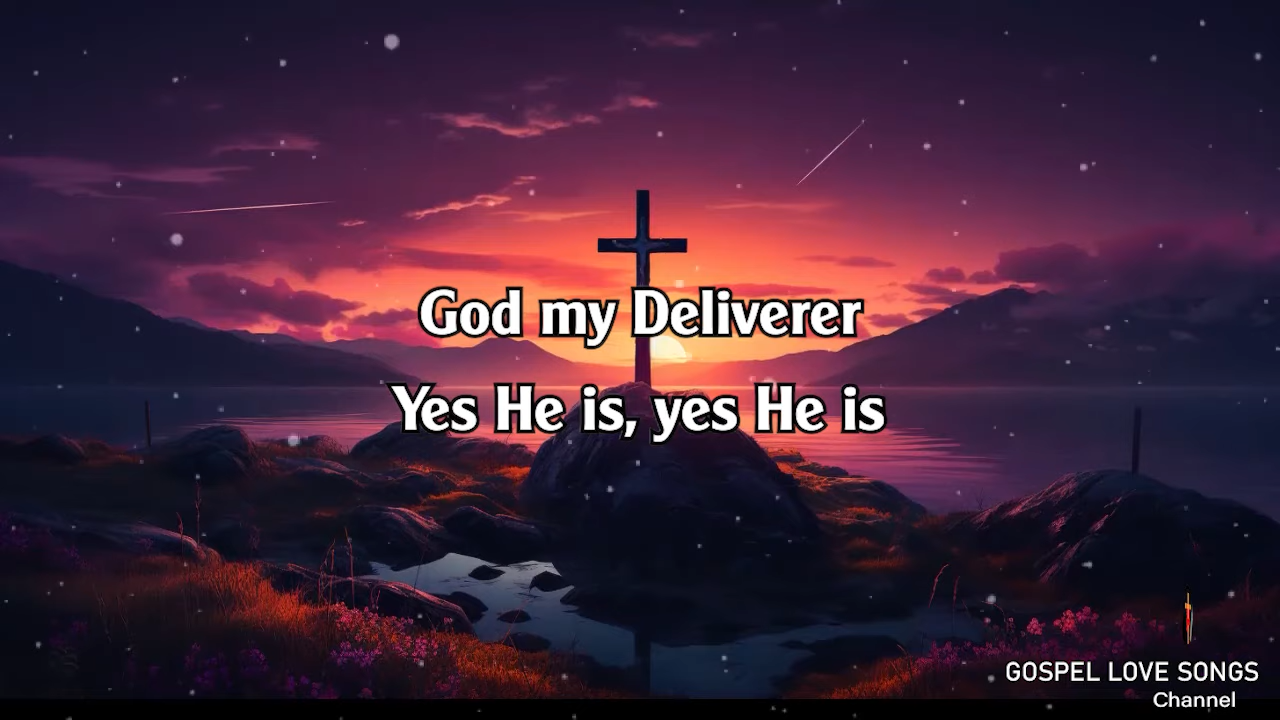 God my Deliverer
Yes He is, yes He is
GOSPEL LOVE SONGS
Channel